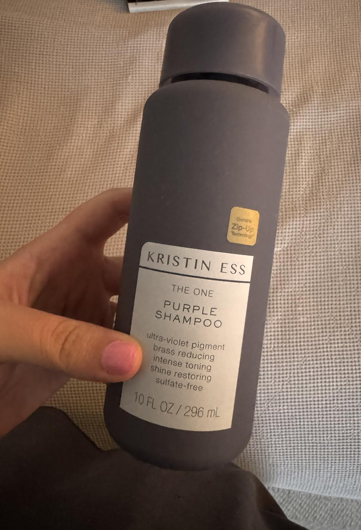 Zip-Up
Technology
KRISTIN ESS
THE ONE
PURPLE
SHAMPOO
ultra-violet pigment
brass reducing
intense toning
shine restoring
sulfate-free
10 FL OZ / 296 mL